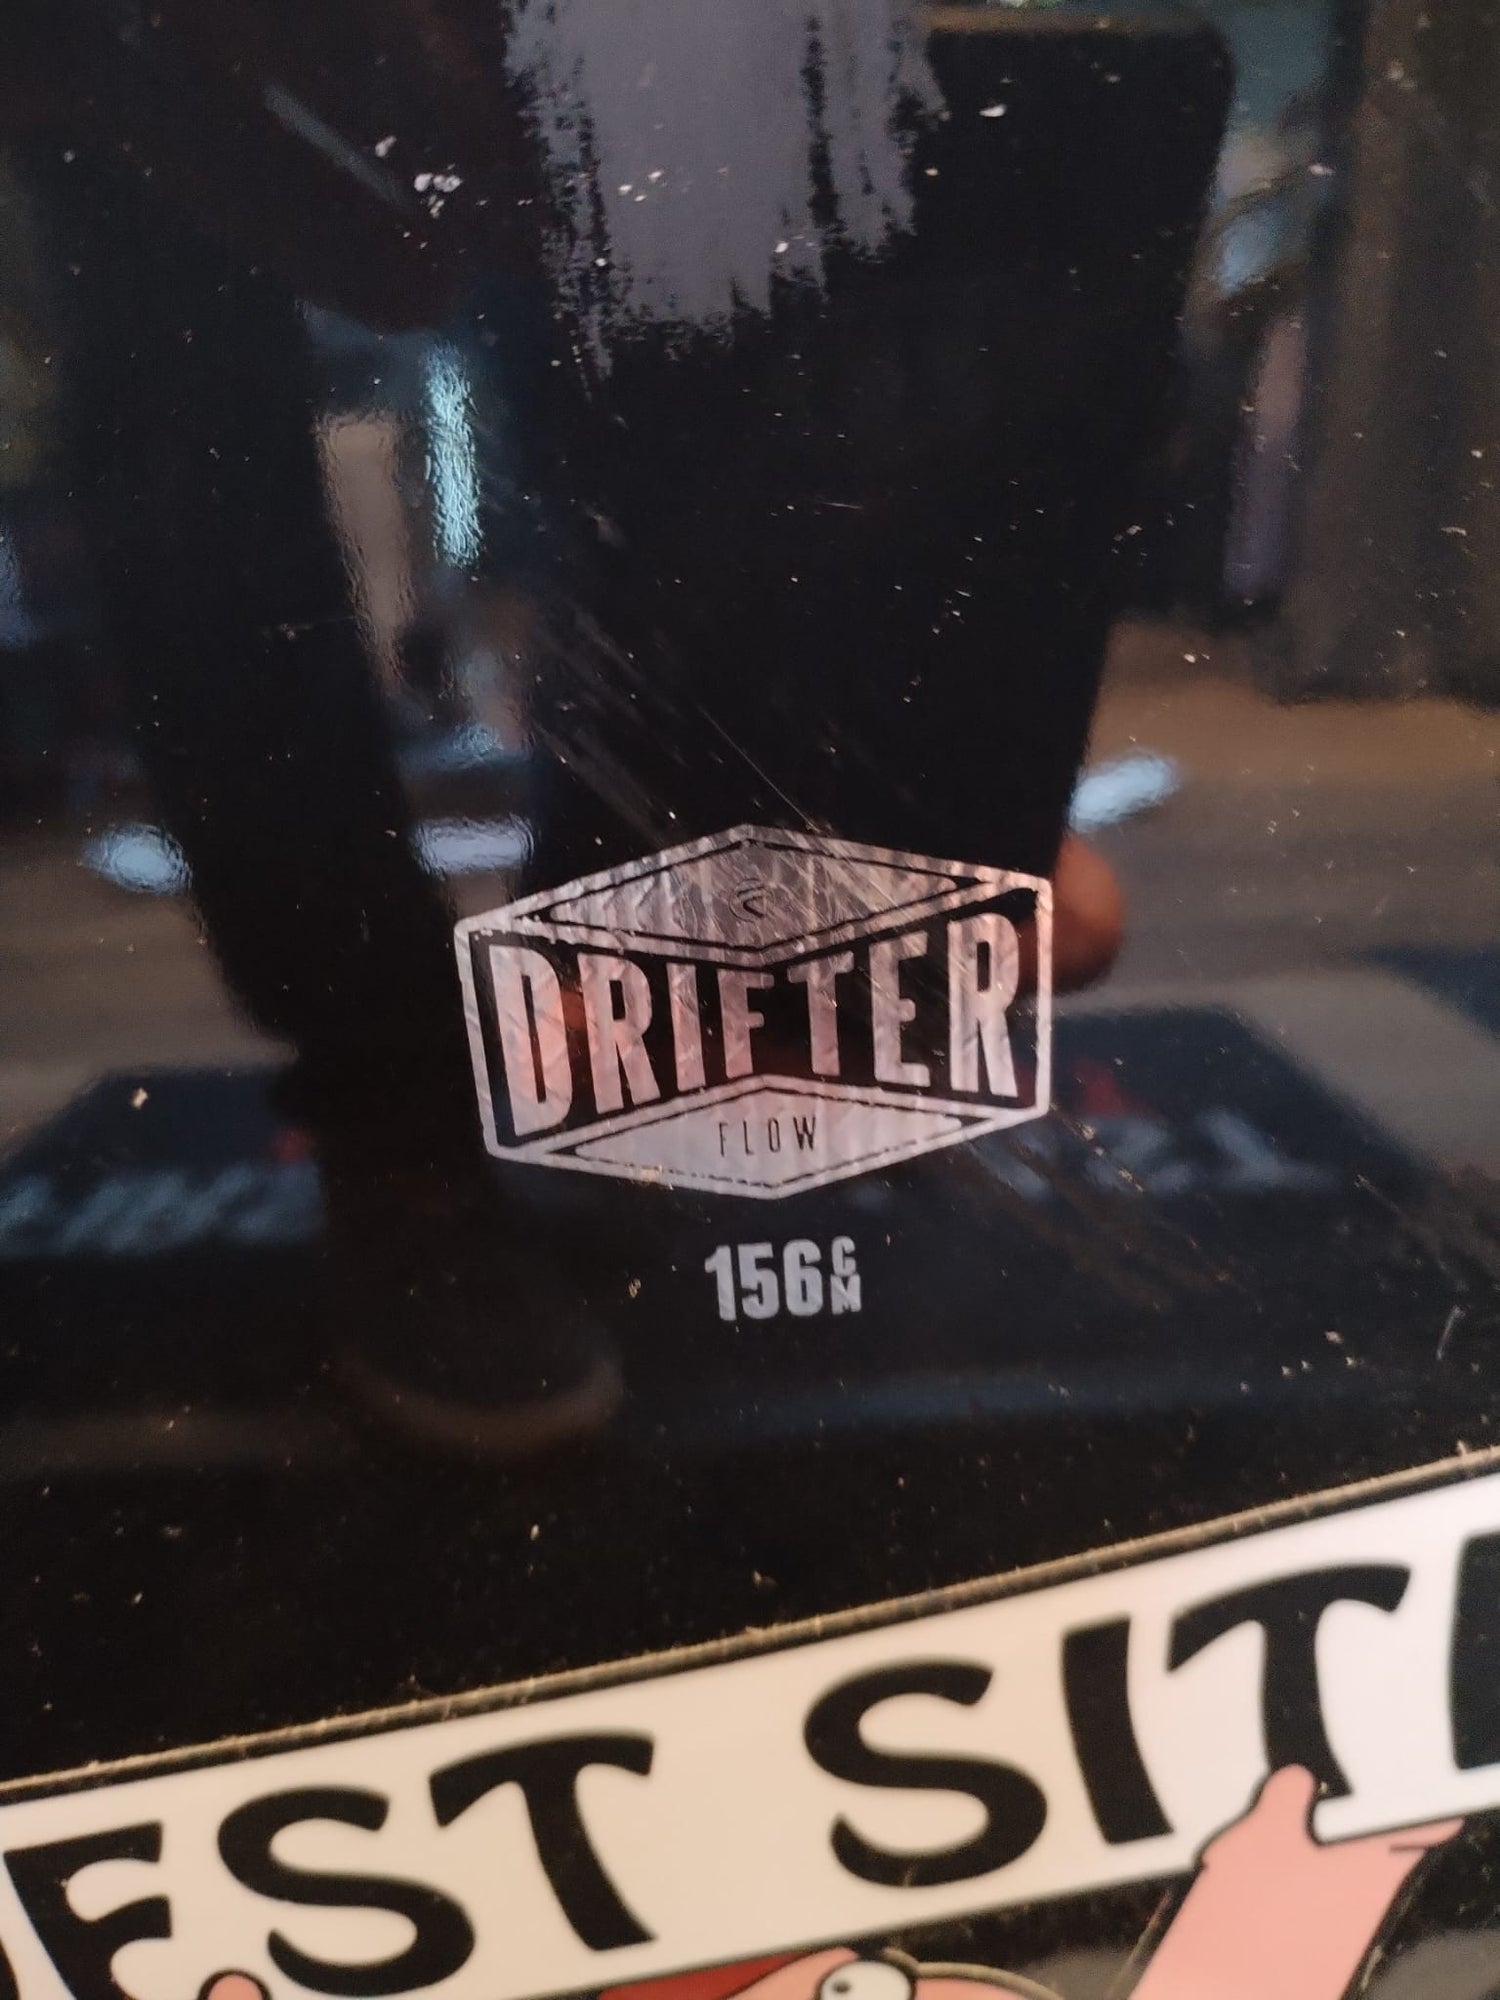 DRIFTER
FLOW
156CM
EST SIT